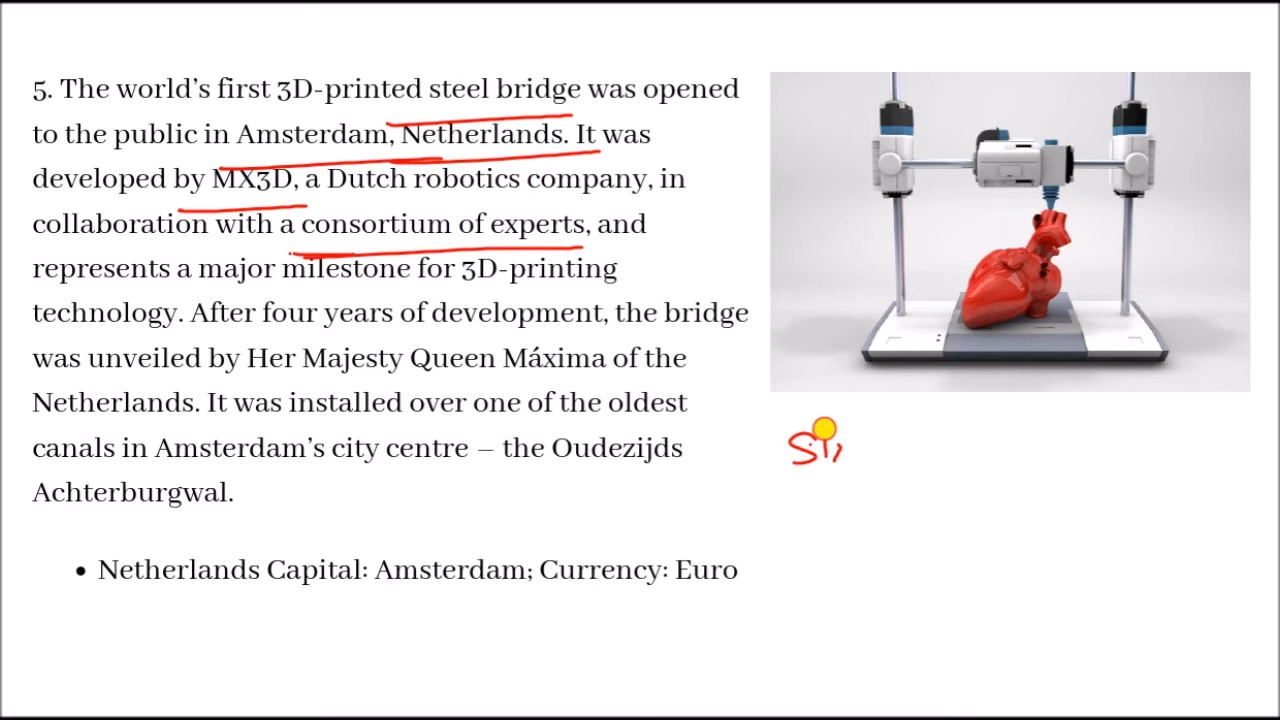 5. The world's first 3D-printed steel bridge was opened
to the public in Amsterdam, Netherlands. It was
developed by MX3D, a Dutch robotics company, in
collaboration with a consortium of experts, and
represents a major milestone for 3D-printing
technology. After four years of development, the bridge
was unveiled by Her Majesty Queen Máxima of the
Netherlands. It was installed over one of the oldest
canals in Amsterdam's city centre – the Oudezijds
Achterburgwal.
• Netherlands Capital: Amsterdam; Currency: Euro